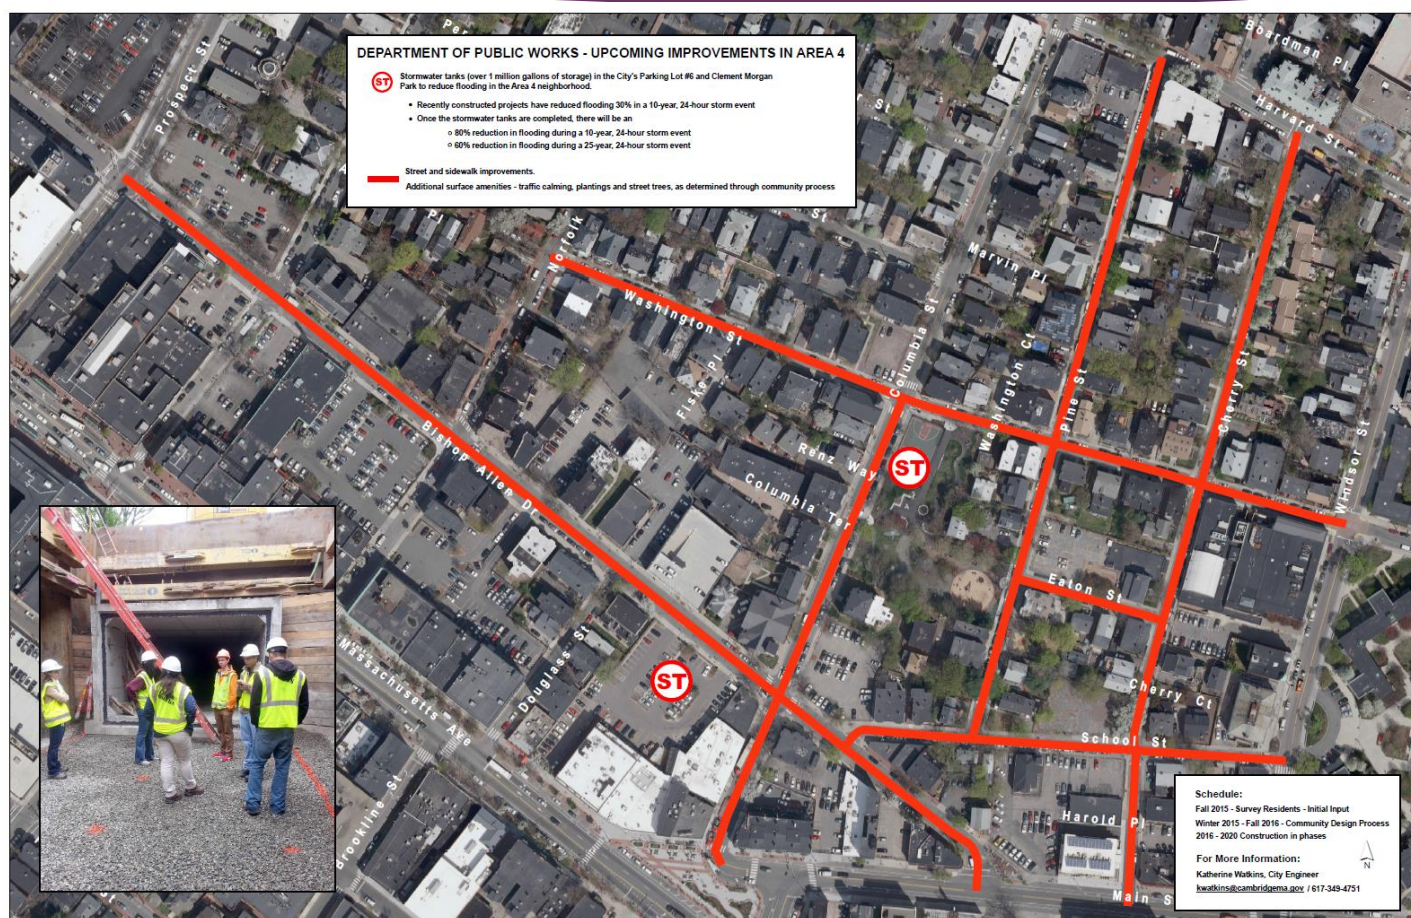 DEPARTMENT OF PUBLIC WORKS - UPCOMING IMPROVEMENTS IN AREA 4
ST
Stormwater tanks (over 1 million gallons of storage) in the City's Parking Lot #6 and Clement Morgan
Park to reduce flooding in the Area 4 neighborhood.
• Recently constructed projects have reduced flooding 30% in a 10-year, 24-hour storm event
• Once the stormwater tanks are completed, there will be an
o 80% reduction in flooding during a 10-year, 24-hour storm event
o 60% reduction in flooding during a 25-year, 24-hour storm event
Street and sidewalk improvements.
Additional surface amenities - traffic calming, plantings and street trees, as determined through community process
Prospect St
Boardman Pl
Harvard St
St
Pl
St
Norfolk
Marvin Pl
Washington St
Columbia St
Washington Ct
Pine St
Cherry St
Windsor St
Fiske Pl
Bishop Allen Dr
Renz Way
ST
Columbia Ter
Eaton St
Massachusetts Ave
Douglass St
ST
Cherry Ct
School St
Brookline St
Harold Pl
Main S
Schedule:
Fall 2015 - Survey Residents - Initial Input
Winter 2015 - Fall 2016 - Community Design Process
2016 - 2020 Construction in phases
For More Information:
Katherine Watkins, City Engineer
kwatkins@cambridgema.gov / 617-349-4751
N